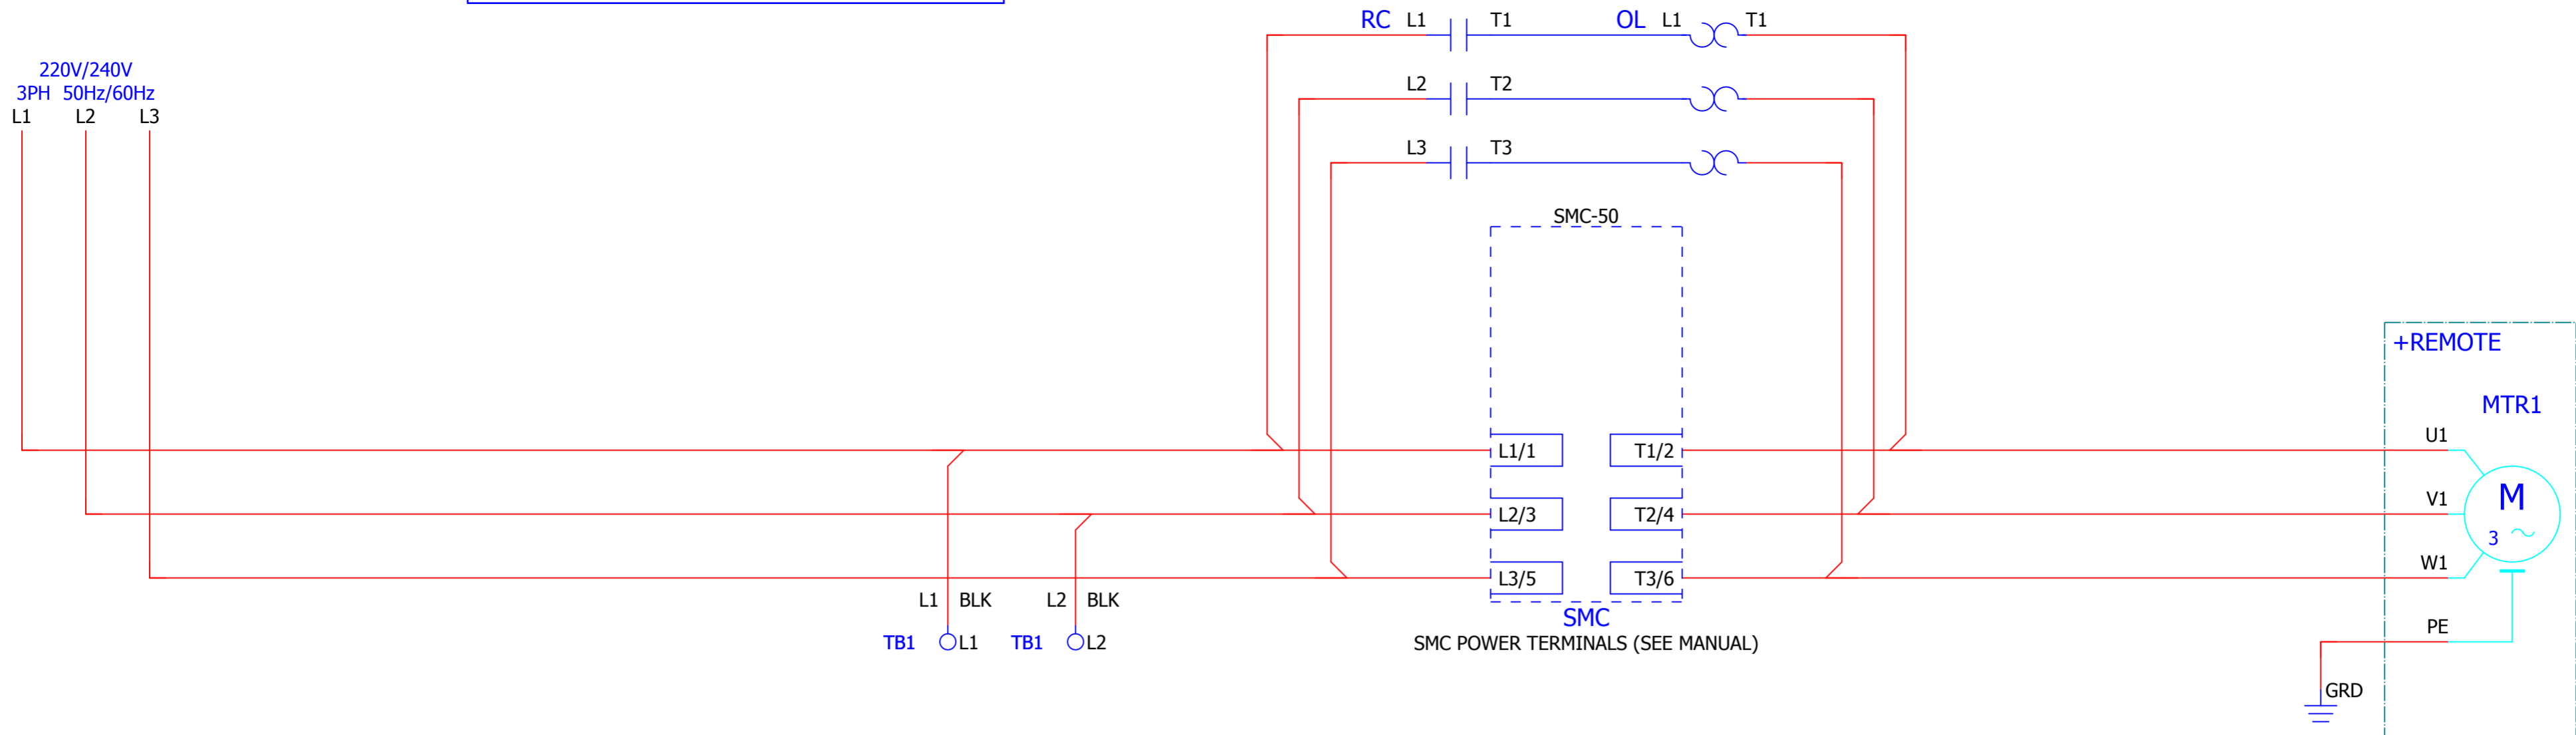 RC L1 T1 OL L1 T1
220V/240V
3PH 50Hz/60Hz
L1 L2 L3
L2 T2
L3 T3
SMC-50
+REMOTE
MTR1
U1
L1/1 T1/2
V1
M
L2/3 T2/4
3
W1
L3/5 T3/6
L1 BLK L2 BLK
SMC
PE
TB1 L1 TB1 L2
SMC POWER TERMINALS (SEE MANUAL)
GRD